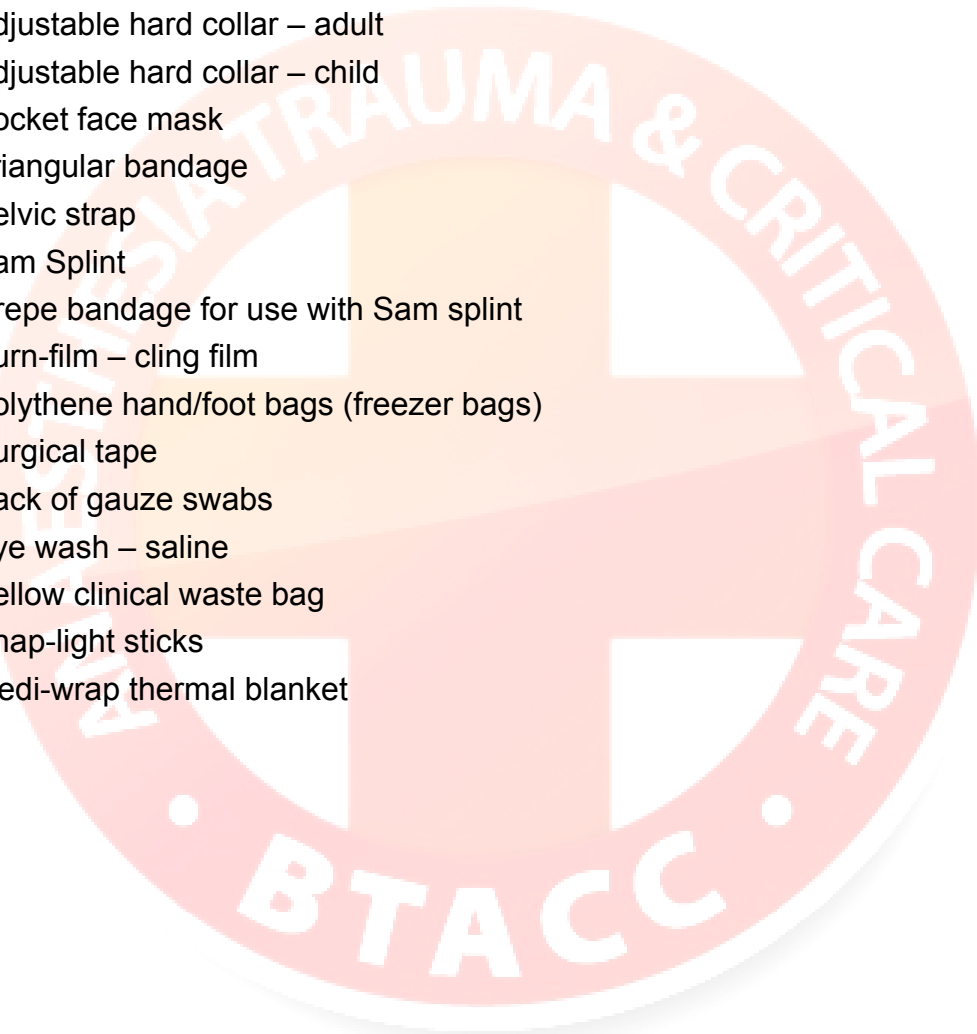 djustable hard collar – adult
djustable hard collar – child
ocket face mask
riangular bandage
elvic strap
am Splint
repe bandage for use with Sam splint
urn-film – cling film
olythene hand/foot bags (freezer bags)
urgical tape
ack of gauze swabs
ye wash – saline
ellow clinical waste bag
nap-light sticks
edi-wrap thermal blanket
ANAESTHESIA TRAUMA & CRITICAL CARE
• BTACC •